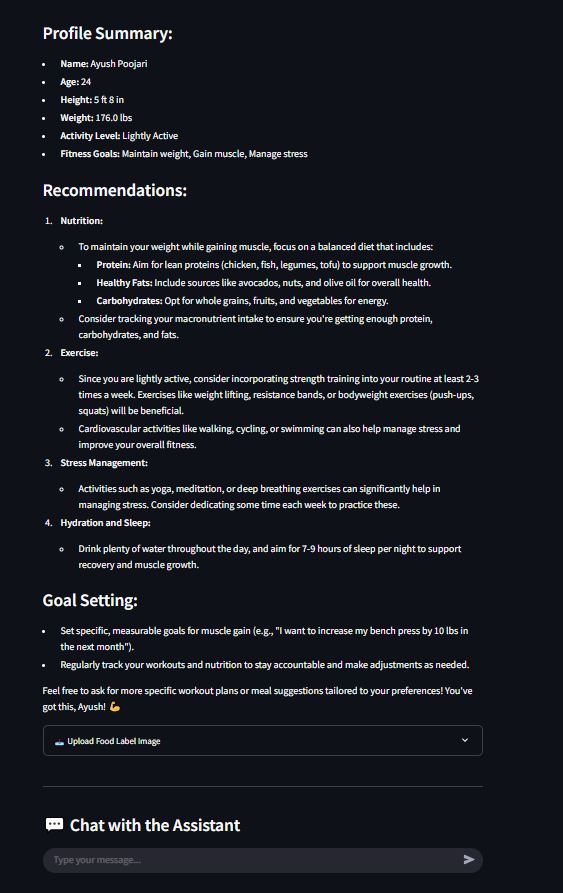 Profile Summary:
• Name: Ayush Poojari
• Age: 24
• Height: 5 ft 8 in
• Weight: 176.0 lbs
• Activity Level: Lightly Active
• Fitness Goals: Maintain weight, Gain muscle, Manage stress
Recommendations:
1. Nutrition:
○ To maintain your weight while gaining muscle, focus on a balanced diet that includes:
▪ Protein: Aim for lean proteins (chicken, fish, legumes, tofu) to support muscle growth.
▪ Healthy Fats: Include sources like avocados, nuts, and olive oil for overall health.
▪ Carbohydrates: Opt for whole grains, fruits, and vegetables for energy.
○ Consider tracking your macronutrient intake to ensure you're getting enough protein,
carbohydrates, and fats.
2. Exercise:
○ Since you are lightly active, consider incorporating strength training into your routine at least 2-3
times a week. Exercises like weight lifting, resistance bands, or bodyweight exercises (push-ups,
squats) will be beneficial.
○ Cardiovascular activities like walking, cycling, or swimming can also help manage stress and
improve your overall fitness.
3. Stress Management:
○ Activities such as yoga, meditation, or deep breathing exercises can significantly help in
managing stress. Consider dedicating some time each week to practice these.
4. Hydration and Sleep:
○ Drink plenty of water throughout the day, and aim for 7-9 hours of sleep per night to support
recovery and muscle growth.
Goal Setting:
• Set specific, measurable goals for muscle gain (e.g., "I want to increase my bench press by 10 lbs in
the next month").
• Regularly track your workouts and nutrition to stay accountable and make adjustments as needed.
Feel free to ask for more specific workout plans or meal suggestions tailored to your preferences! You've
got this, Ayush! 💪
Upload Food Label Image
💬 Chat with the Assistant
Type your message...